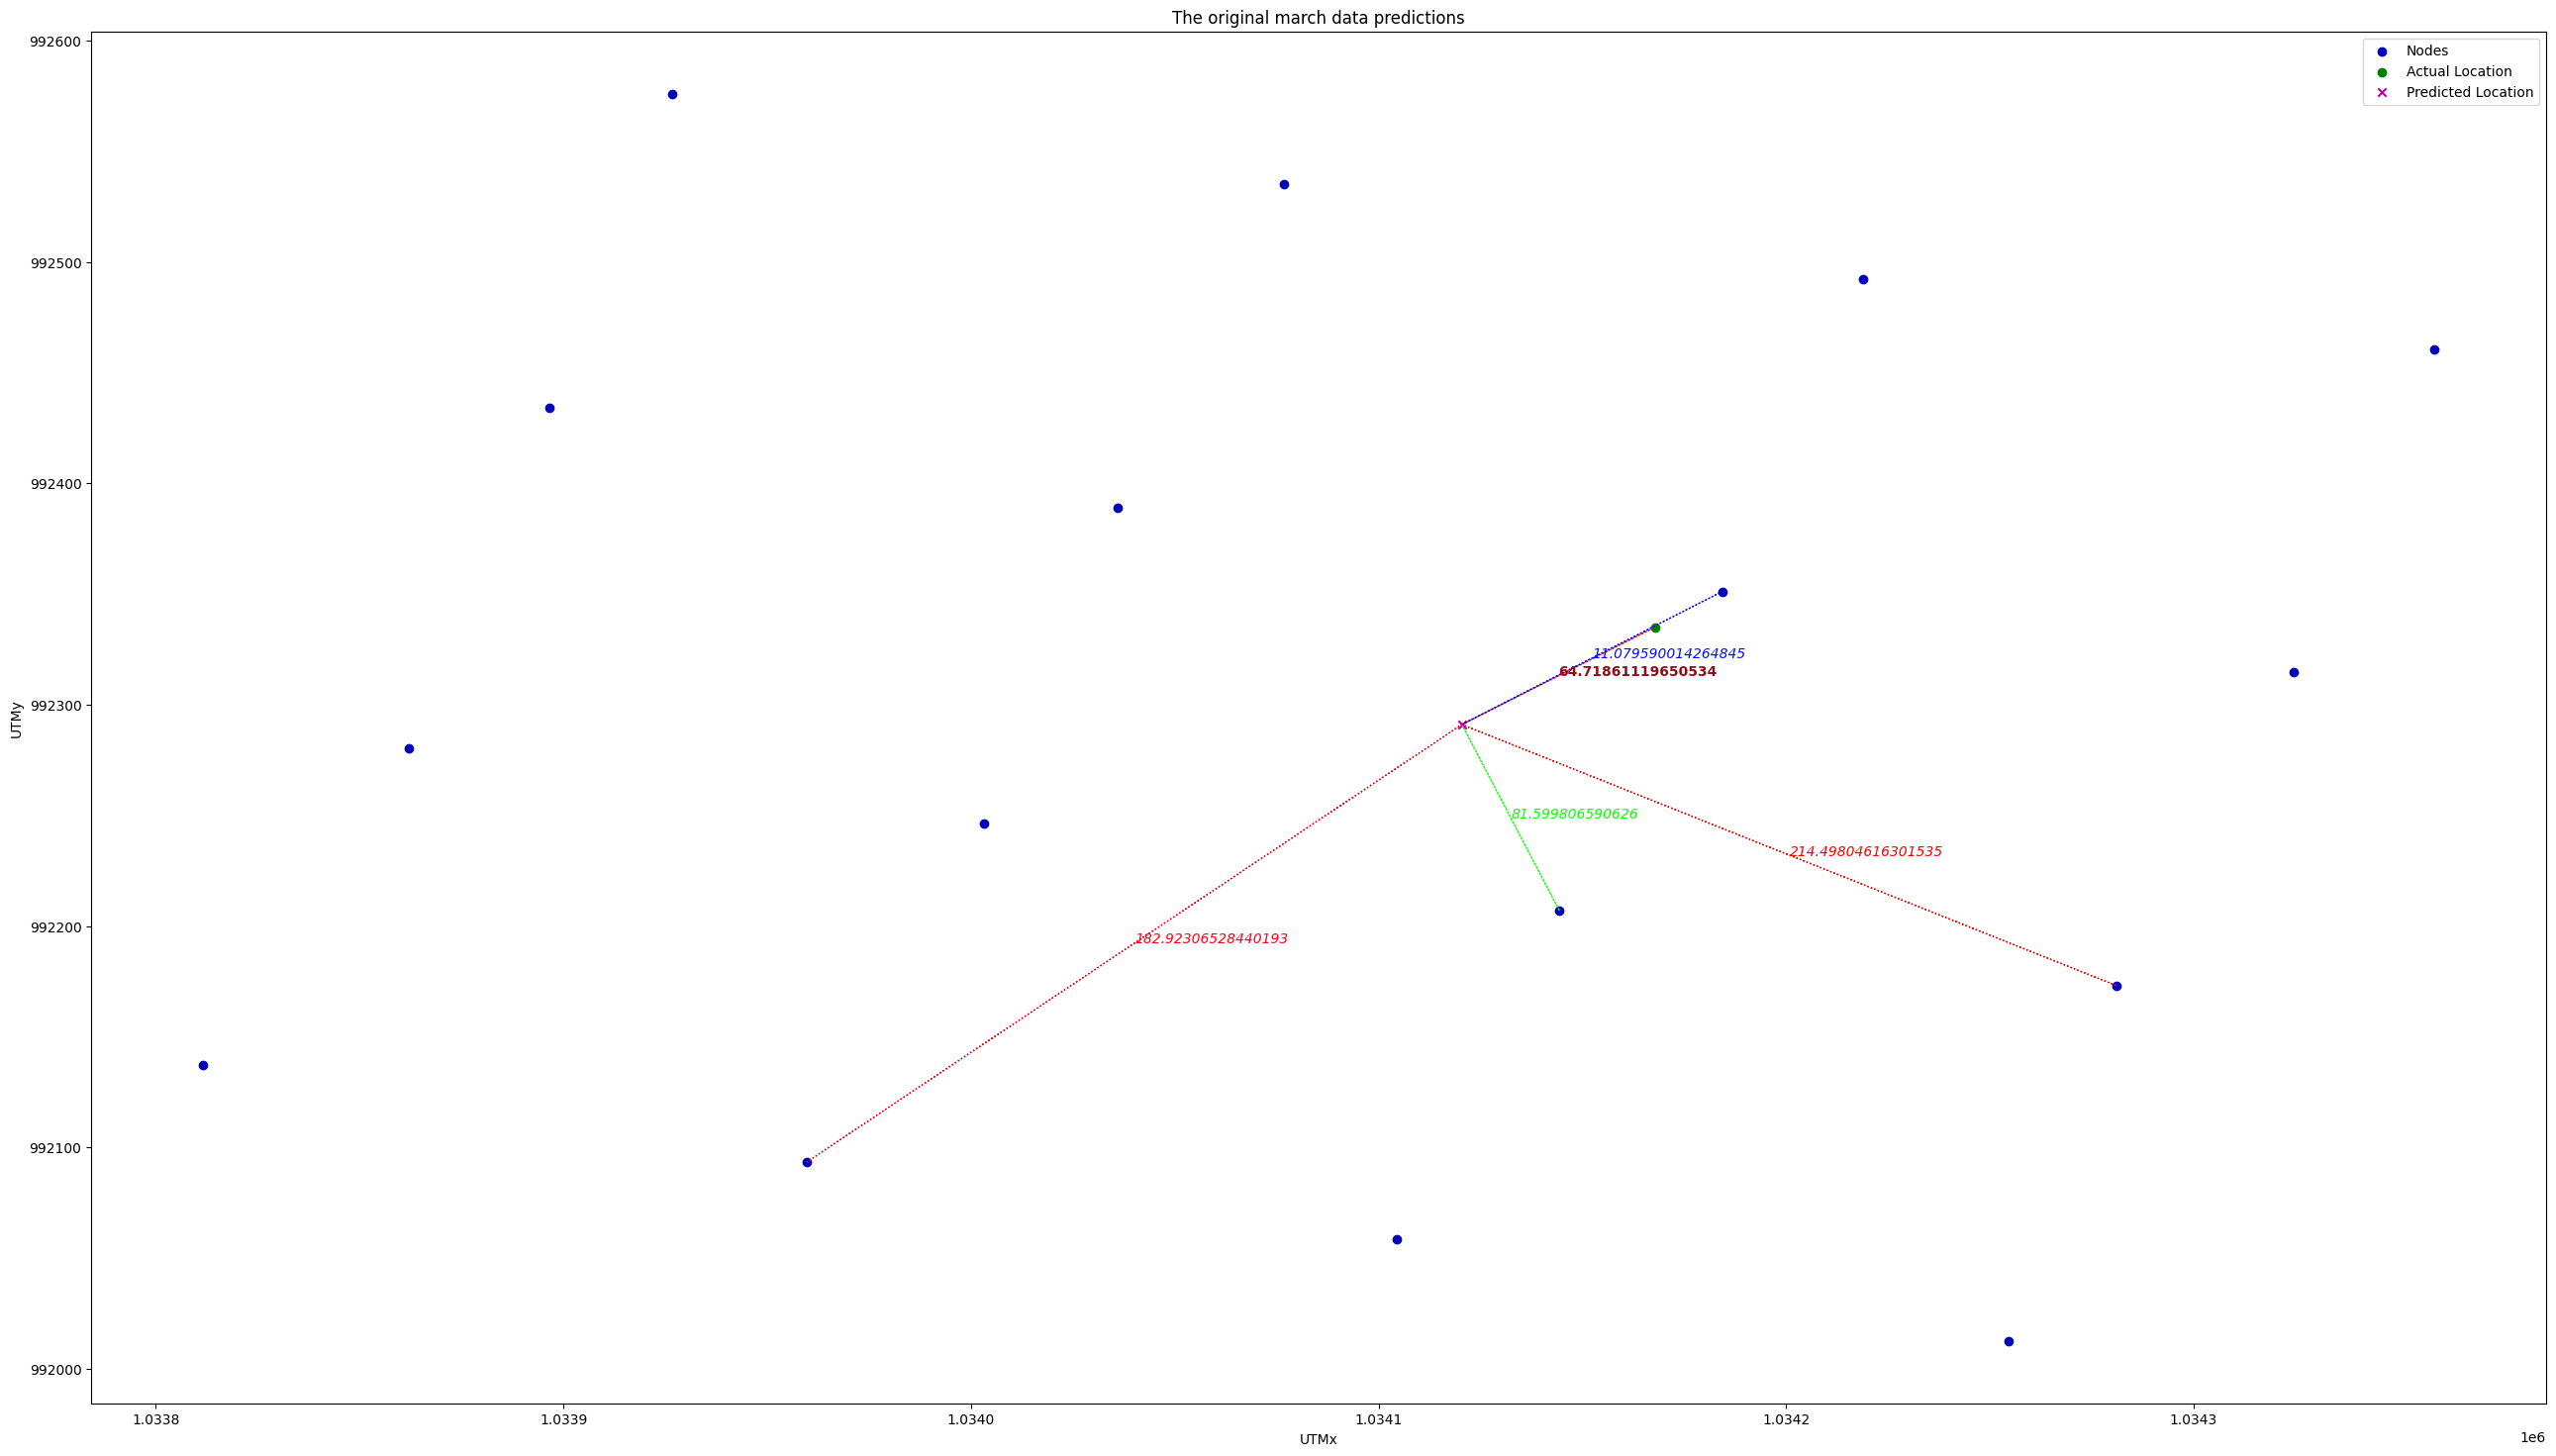 The original march data predictions
Nodes
Actual Location
Predicted Location
992600
992500
992400
992300
992200
992100
992000
UTMy
11.079590014264845
64.71861119650534
81.599806590626
214.49804616301535
182.92306528440193
1.0338
1.0339
1.0340
1.0341
1.0342
1.0343
UTMx
1e6